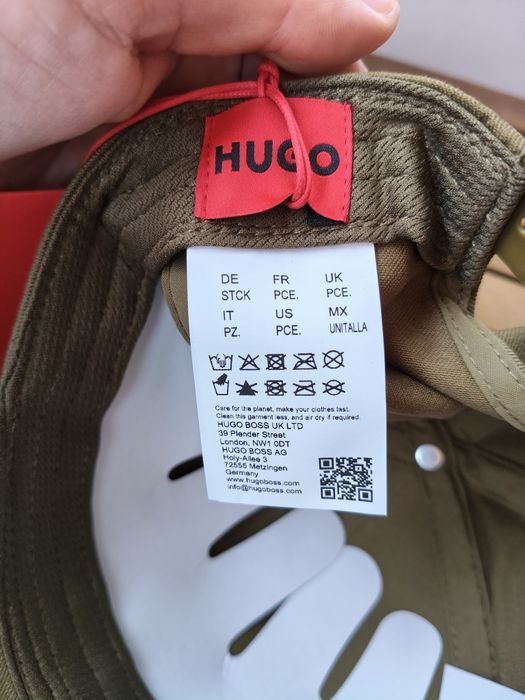 HUGO
DE FR UK
STCK PCE. PCE.
IT US MX
PZ. PCE. UNITALLA
Care for the planet, make your clothes last.
Clean this garment less, and air dry if required.
HUGO BOSS UK LTD
39 Plender Street
London, NW1 0DT
HUGO BOSS AG
Holy-Allee 3
72555 Metzingen
Germany
www.hugoboss.com
info@hugoboss.com